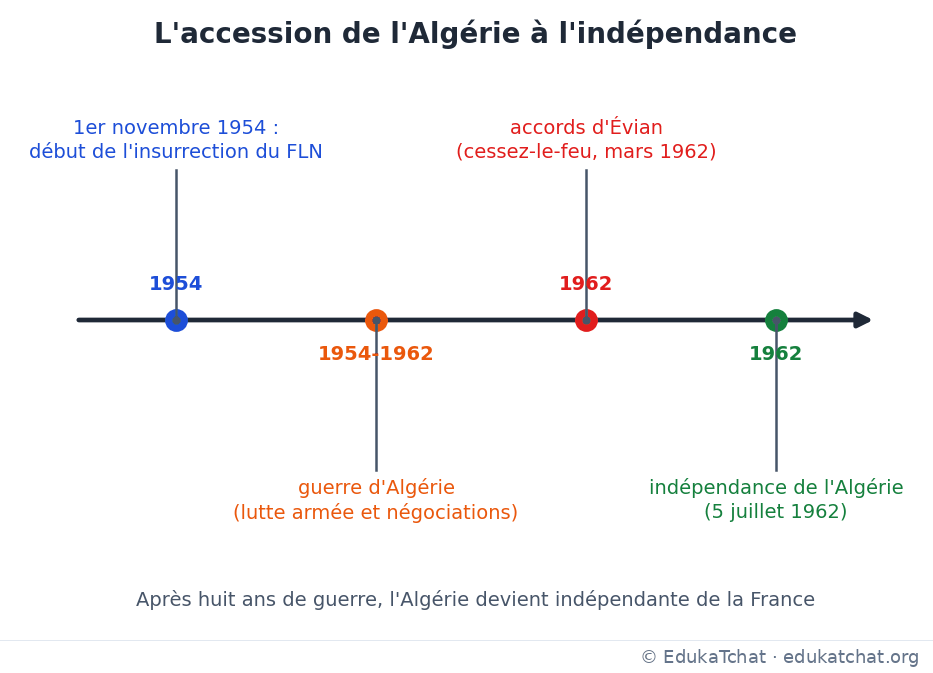 L'accession de l'Algérie à l'indépendance
1er novembre 1954 :
début de l'insurrection du FLN
accords d'Évian
(cessez-le-feu, mars 1962)
1954
1962
1954-1962
1962
guerre d'Algérie
(lutte armée et négociations)
indépendance de l'Algérie
(5 juillet 1962)
Après huit ans de guerre, l'Algérie devient indépendante de la France
© EdukaTchat · edukatchat.org